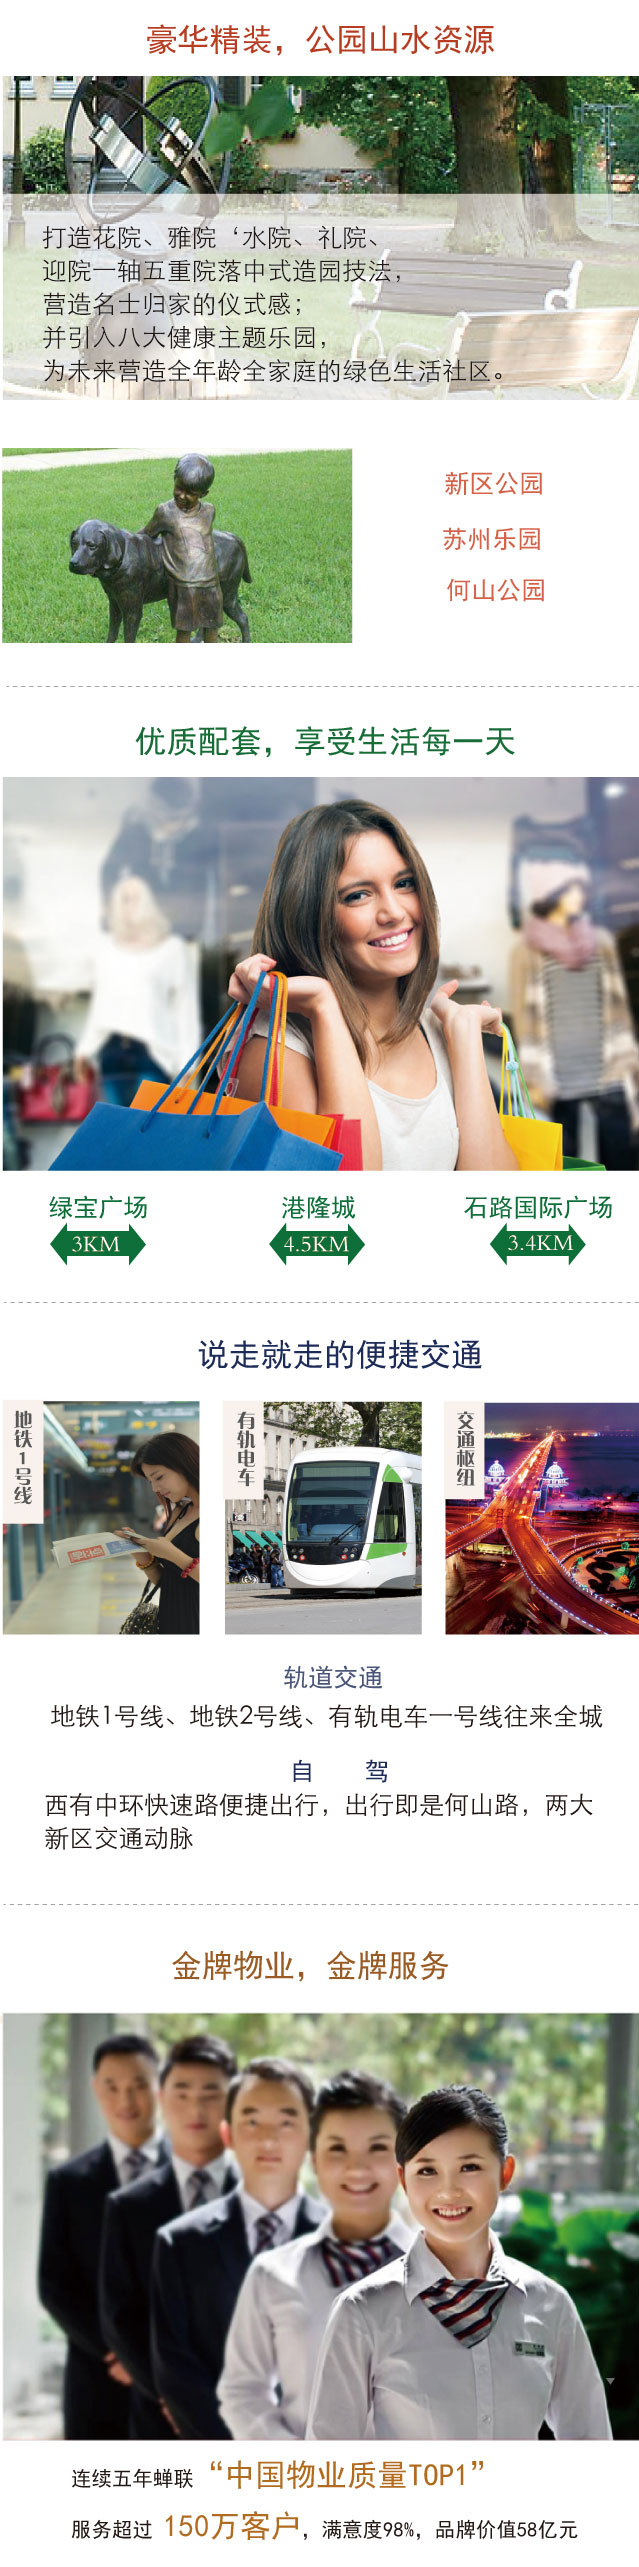 豪华精装，公园山水资源
打造花院、雅院‘水院、礼院、
迎院一轴五重院落中式造园技法，
营造名士归家的仪式感；
并引入八大健康主题乐园，
为未来营造全年龄全家庭的绿色生活社区。
新区公园
苏州乐园
何山公园
优质配套，享受生活每一天
绿宝广场 港隆城 石路国际广场
3KM 4.5KM 3.4KM
说走就走的便捷交通
地铁1号线
有轨电车
交通枢纽
轨道交通
地铁1号线、地铁2号线、有轨电车一号线往来全城
自 驾
西有中环快速路便捷出行，出行即是何山路，两大
新区交通动脉
金牌物业，金牌服务
连续五年蝉联“中国物业质量TOP1”
服务超过 150万客户，满意度98%，品牌价值58亿元